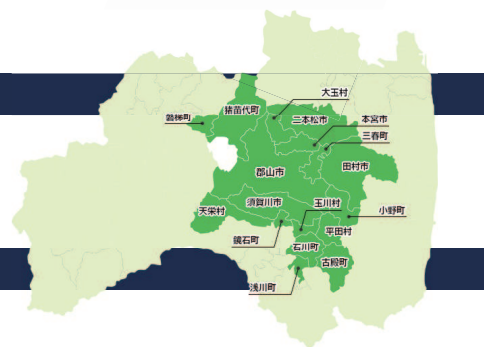 大玉村
猪苗代町
磐梯町
二本松市
本宮市
三春町
郡山市
田村市
須賀川市
玉川村
小野町
天栄村
平田村
鏡石町
石川町
古殿町
浅川町